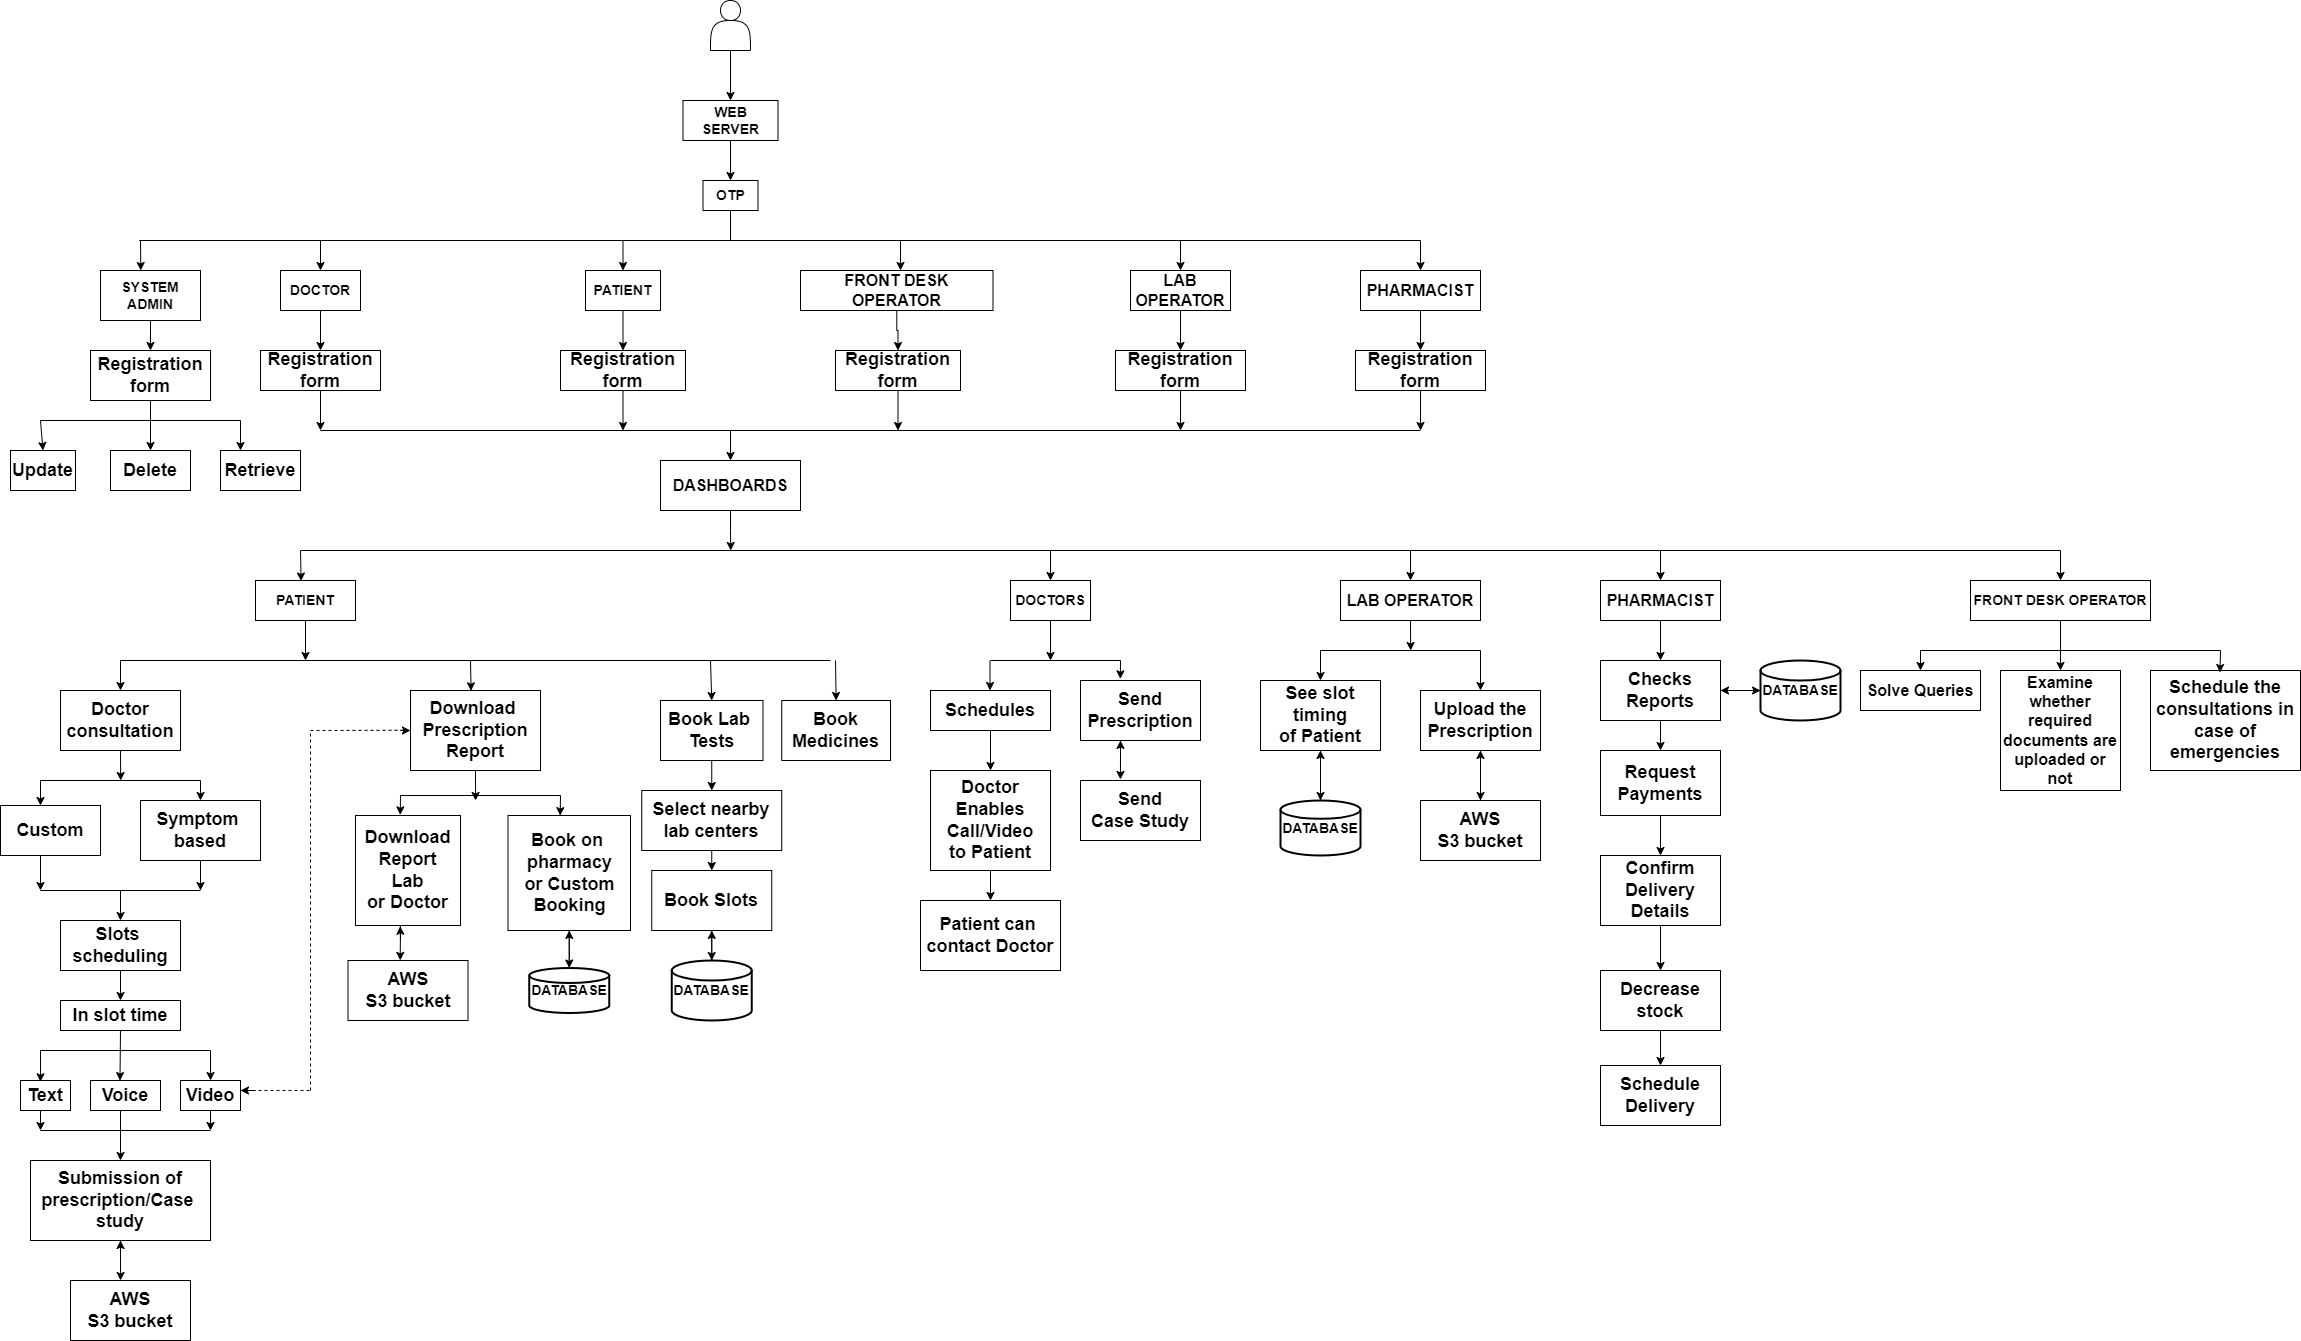 WEB
SERVER
OTP
SYSTEM
ADMIN
DOCTOR
PATIENT
FRONT DESK
OPERATOR
LAB
OPERATOR
PHARMACIST
Registration
form
Registration
form
Registration
form
Registration
form
Registration
form
Registration
form
Update
Delete
Retrieve
DASHBOARDS
PATIENT
DOCTORS
LAB OPERATOR
PHARMACIST
FRONT DESK OPERATOR
Doctor
consultation
Download
Prescription
Report
Book Lab
Tests
Book
Medicines
Schedules
Send
Prescription
See slot
timing
of Patient
Upload the
Prescription
Checks
Reports
DATABASE
Solve Queries
Examine
whether
required
documents are
uploaded or
not
Schedule the
consultations in
case of
emergencies
Custom
Symptom
based
Download
Report
Lab
or Doctor
Book on
pharmacy
or Custom
Booking
Select nearby
lab centers
Book Slots
Doctor
Enables
Call/Video
to Patient
Send
Case Study
DATABASE
AWS
S3 bucket
Request
Payments
Slots
scheduling
AWS
S3 bucket
DATABASE
DATABASE
Patient can
contact Doctor
Confirm
Delivery
Details
In slot time
Decrease
stock
Text
Voice
Video
Schedule
Delivery
Submission of
prescription/Case
study
AWS
S3 bucket